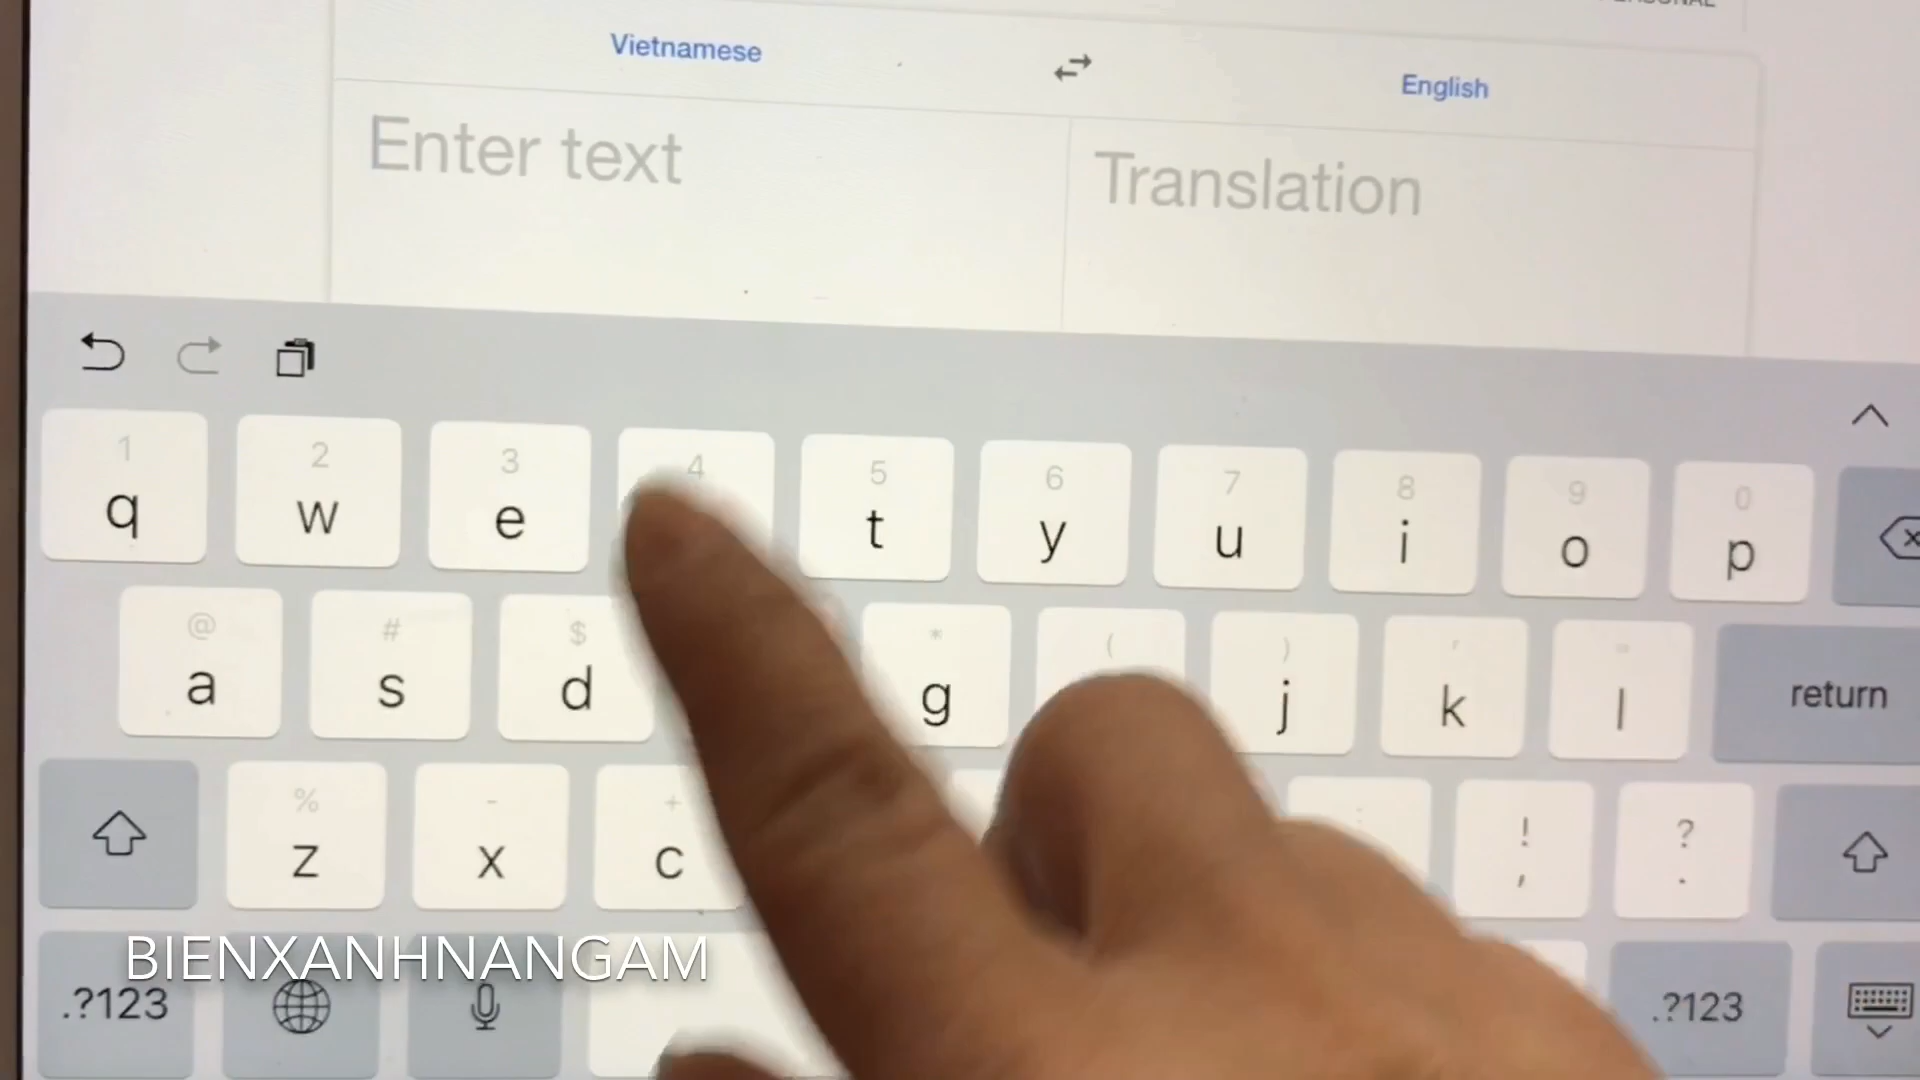 Vietnamese
English
Enter text
Translation
1 2 3 4 5 6 7 8 9 0
q w e t y u i o p
@ # $ * ( )
a s d g j k l return
% - + ! ?
z x c , .
BIENXANHNANGAM
.?123 .?123